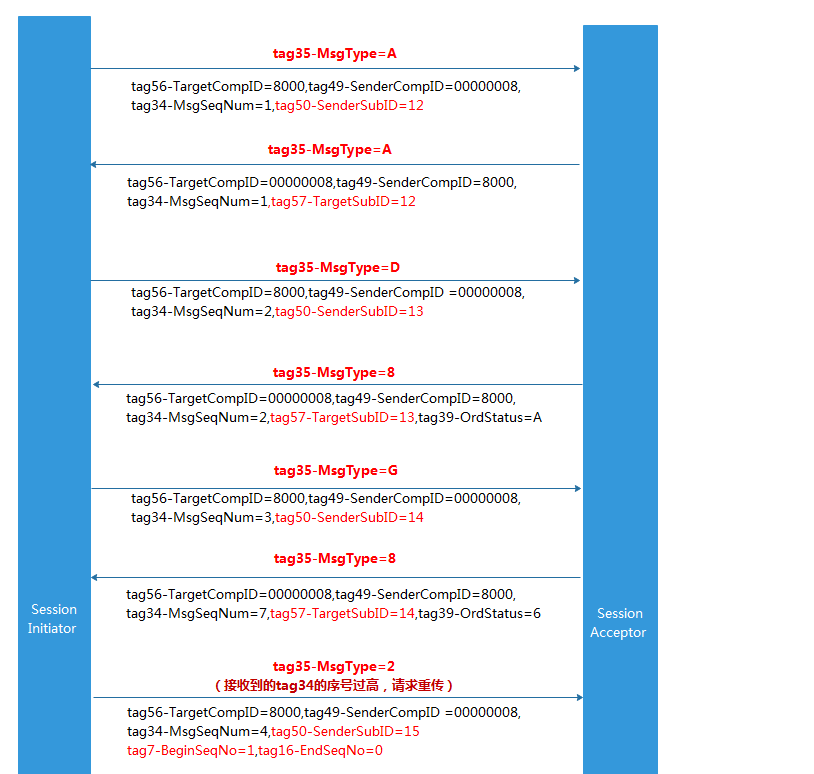 tag35-MsgType=A
tag56-TargetCompID=8000,tag49-SenderCompID=00000008,
tag34-MsgSeqNum=1,tag50-SenderSubID=12
tag35-MsgType=A
tag56-TargetCompID=00000008,tag49-SenderCompID=8000,
tag34-MsgSeqNum=1,tag57-TargetSubID=12
tag35-MsgType=D
tag56-TargetCompID=8000,tag49-SenderCompID =00000008,
tag34-MsgSeqNum=2,tag50-SenderSubID=13
tag35-MsgType=8
tag56-TargetCompID=00000008,tag49-SenderCompID=8000,
tag34-MsgSeqNum=2,tag57-TargetSubID=13,tag39-OrdStatus=A
tag35-MsgType=G
tag56-TargetCompID=8000,tag49-SenderCompID=00000008,
tag34-MsgSeqNum=3,tag50-SenderSubID=14
tag35-MsgType=8
tag56-TargetCompID=00000008,tag49-SenderCompID=8000,
tag34-MsgSeqNum=7,tag57-TargetSubID=14,tag39-OrdStatus=6
Session
Initiator
Session
Acceptor
tag35-MsgType=2
（接收到的tag34的序号过高，请求重传）
tag56-TargetCompID=8000,tag49-SenderCompID =00000008,
tag34-MsgSeqNum=4,tag50-SenderSubID=15
tag7-BeginSeqNo=1,tag16-EndSeqNo=0